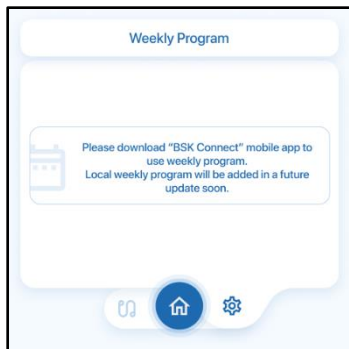 Weekly Program
Please download “BSK Connect” mobile app to
use weekly program.
Local weekly program will be added in a future
update soon.